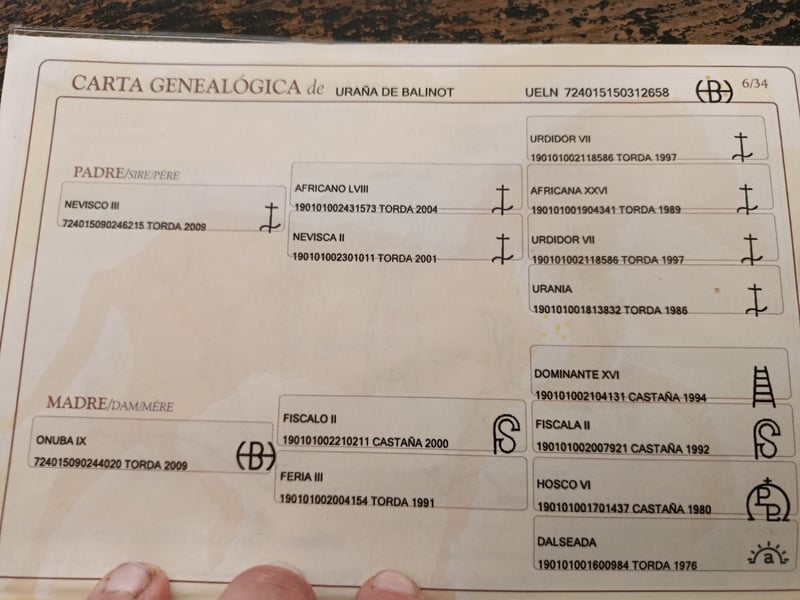 CARTA GENEALÓGICA de URAÑA DE BALINOT UELN 724015150312658 (B) 6/34
PADRE/SIRE/PÈRE
NEVISCO III
724015090246215 TORDA 2009
AFRICANO LVIII
190101002431573 TORDA 2004
NEVISCA II
190101002301011 TORDA 2001
URDIDOR VII
190101002118586 TORDA 1997
AFRICANA XXVI
190101001904341 TORDA 1989
URDIDOR VII
190101002118586 TORDA 1997
URANIA
190101001813832 TORDA 1986
MADRE/DAM/MÈRE
ONUBA IX
724015090244020 TORDA 2009
(B)
FISCALO II
190101002210211 CASTAÑA 2000
FS
FERIA III
190101002004154 TORDA 1991
DOMINANTE XVI
190101002104131 CASTAÑA 1994
FISCALA II
190101002007921 CASTAÑA 1992
FS
HOSCO VI
190101001701437 CASTAÑA 1980
PP
DALSEADA
190101001600984 TORDA 1976
a